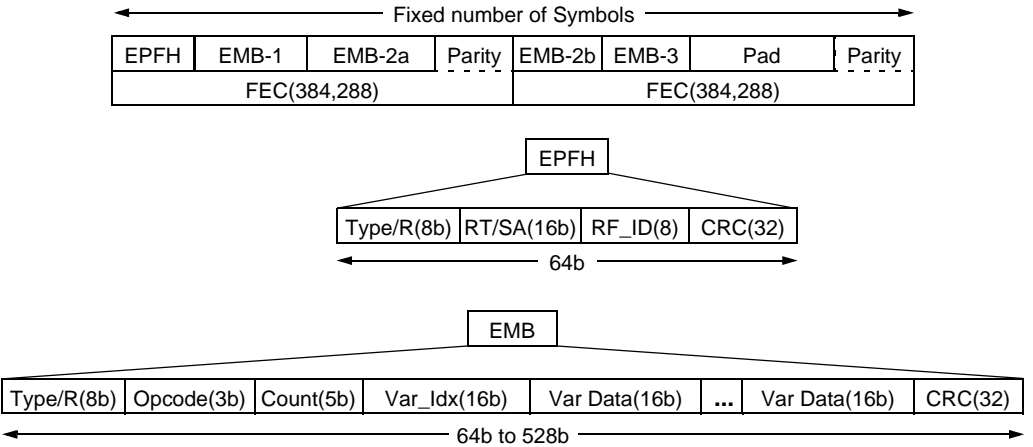 Fixed number of Symbols
EPFH EMB-1 EMB-2a Parity EMB-2b EMB-3 Pad Parity
FEC(384,288) FEC(384,288)
EPFH
Type/R(8b) RT/SA(16b) RF_ID(8) CRC(32)
64b
EMB
Type/R(8b) Opcode(3b) Count(5b) Var_Idx(16b) Var Data(16b) ... Var Data(16b) CRC(32)
64b to 528b